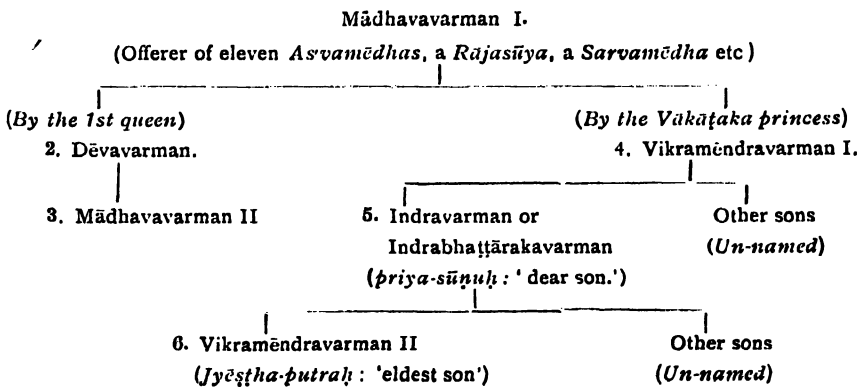 Mādhavavarman I.
(Offerer of eleven Asvamēdhas, a Rājasūya, a Sarvamēdha etc)
(By the 1st queen) (By the Vākāṭaka princess)
2. Dēvavarman. 4. Vikramēndravarman I.
3. Mādhavavarman II 5. Indravarman or Other sons
Indrabhaṭṭārakavarman (Un-named)
(priya-sūṇuḥ : ' dear son.')
6. Vikramēndravarman II Other sons
(Jyēṣṭha-putraḥ : 'eldest son') (Un-named)